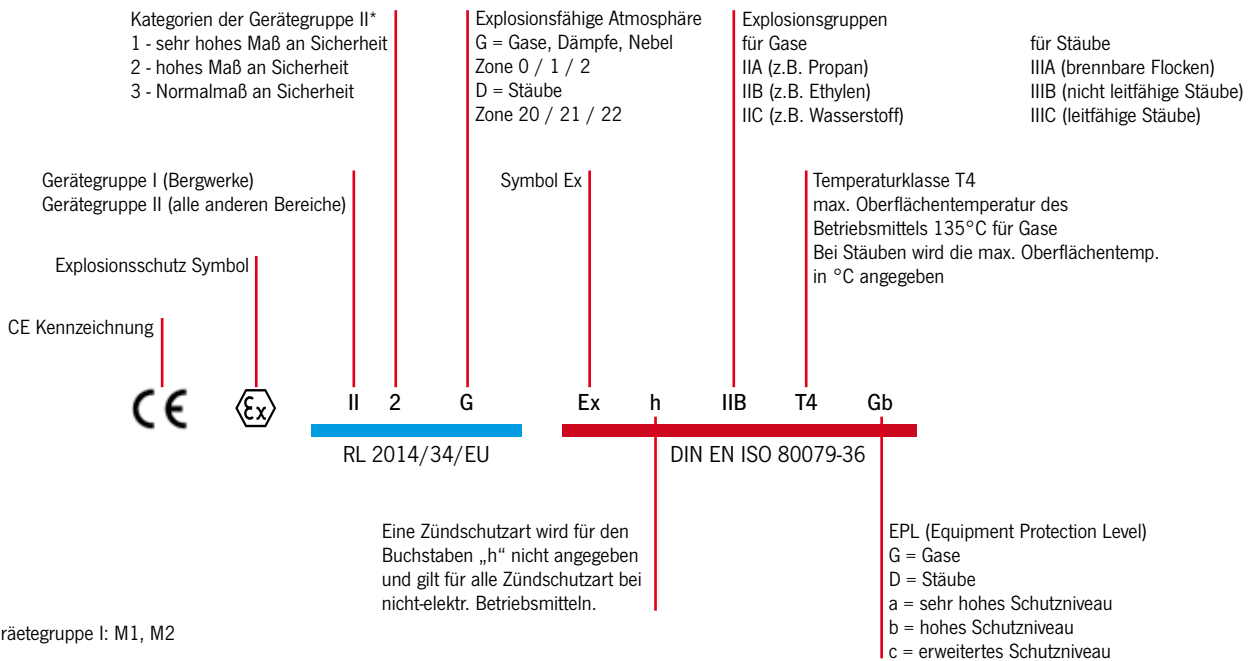 Kategorien der Gerätegruppe II*
1 - sehr hohes Maß an Sicherheit
2 - hohes Maß an Sicherheit
3 - Normalmaß an Sicherheit
Explosionsfähige Atmosphäre
G = Gase, Dämpfe, Nebel
Zone 0 / 1 / 2
D = Stäube
Zone 20 / 21 / 22
Explosionsgruppen
für Gase
IIA (z.B. Propan)
IIB (z.B. Ethylen)
IIC (z.B. Wasserstoff)
für Stäube
IIIA (brennbare Flocken)
IIIB (nicht leitfähige Stäube)
IIIC (leitfähige Stäube)
Gerätegruppe I (Bergwerke)
Gerätegruppe II (alle anderen Bereiche)
Symbol Ex
Temperaturklasse T4
max. Oberflächentemperatur des
Betriebsmittels 135°C für Gase
Bei Stäuben wird die max. Oberflächentemp.
in °C angegeben
Explosionsschutz Symbol
CE Kennzeichnung
CE Ex II 2 G Ex h IIB T4 Gb
RL 2014/34/EU DIN EN ISO 80079-36
Eine Zündschutzart wird für den
Buchstaben „h“ nicht angegeben
und gilt für alle Zündschutzart bei
nicht-elektr. Betriebsmitteln.
EPL (Equipment Protection Level)
G = Gase
D = Stäube
a = sehr hohes Schutzniveau
b = hohes Schutzniveau
c = erweitertes Schutzniveau
räetegruppe I: M1, M2